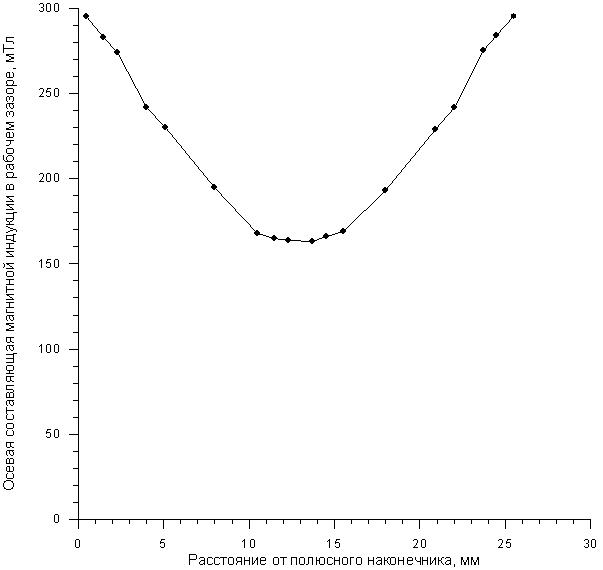 Осевая составляющая магнитной индукции в рабочем зазоре, мТл
300
250
200
150
100
50
0
0 5 10 15 20 25 30
Расстояние от полюсного наконечника, мм